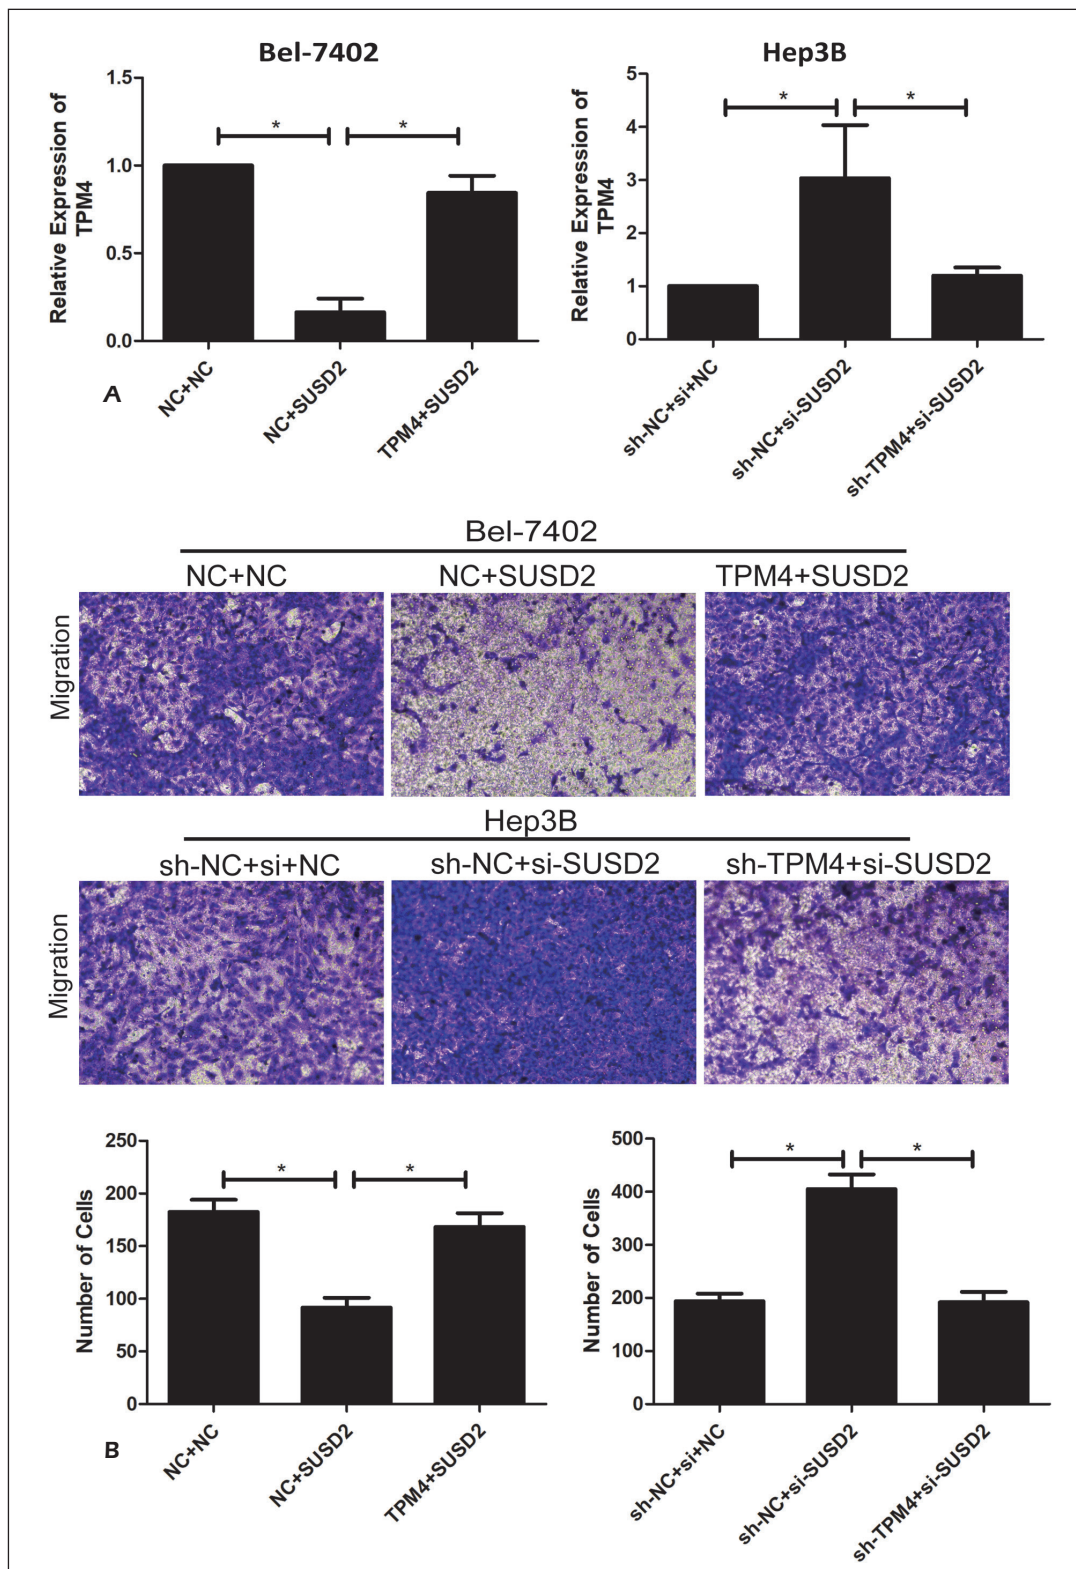 Bel-7402
Hep3B
Relative Expression of
TPM4
1.5
1.0
0.5
0.0
*
*
NC+NC
NC+SUSD2
TPM4+SUSD2
Relative Expression of
TPM4
5
4
3
2
1
0
*
*
sh-NC+si+NC
sh-NC+si-SUSD2
sh-TPM4+si-SUSD2
A
Bel-7402
NC+NC
NC+SUSD2
TPM4+SUSD2
Migration
Hep3B
sh-NC+si+NC
sh-NC+si-SUSD2
sh-TPM4+si-SUSD2
Migration
Number of Cells
250
200
150
100
50
0
*
*
NC+NC
NC+SUSD2
TPM4+SUSD2
Number of Cells
500
400
300
200
100
0
*
*
sh-NC+si+NC
sh-NC+si-SUSD2
sh-TPM4+si-SUSD2
B